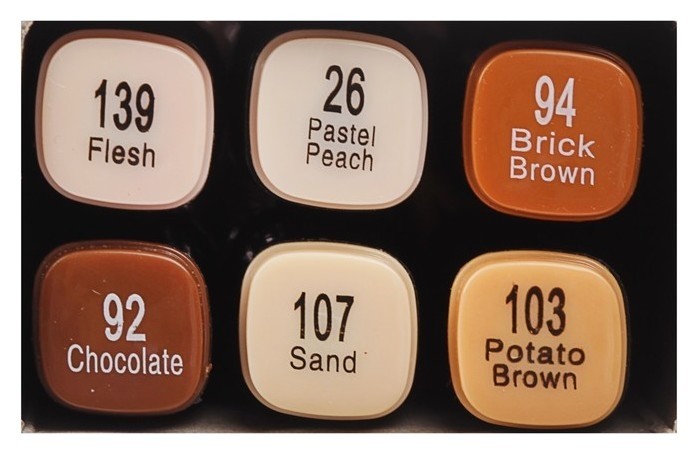 139
Flesh
26
Pastel
Peach
94
Brick
Brown
92
Chocolate
107
Sand
103
Potato
Brown